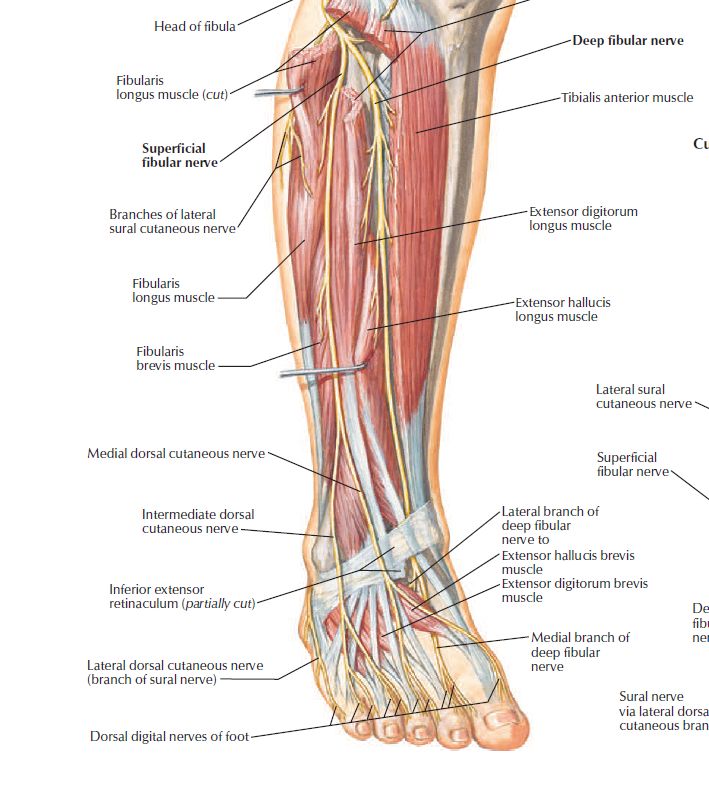 Head of fibula
Fibularis
longus muscle (cut)
Superficial
fibular nerve
Branches of lateral
sural cutaneous nerve
Fibularis
longus muscle
Fibularis
brevis muscle
Medial dorsal cutaneous nerve
Intermediate dorsal
cutaneous nerve
Inferior extensor
retinaculum (partially cut)
Lateral dorsal cutaneous nerve
(branch of sural nerve)
Dorsal digital nerves of foot
Deep fibular nerve
Tibialis anterior muscle
Extensor digitorum
longus muscle
Extensor hallucis
longus muscle
Lateral branch of
deep fibular
nerve to
Extensor hallucis brevis
muscle
Extensor digitorum brevis
muscle
Medial branch of
deep fibular
nerve
Cu
Lateral sural
cutaneous nerve
Superficial
fibular nerve
De
fibu
ner
Sural nerve
via lateral dorsa
cutaneous bran